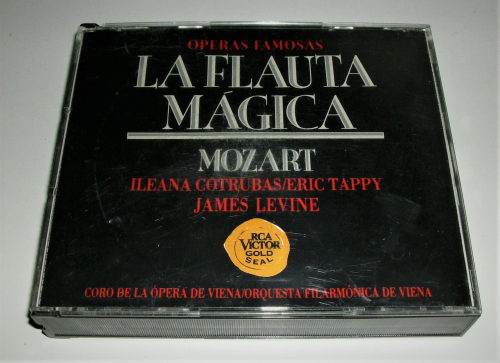 OPERAS FAMOSAS
LA FLAUTA
MÁGICA
MOZART
ILEANA COTRUBAS/ERIC TAPPY
JAMES LEVINE
RCA
VICTOR
GOLD
SEAL
CORO DE LA ÓPERA DE VIENA/ORQUESTA FILARMÓNICA DE VIENA